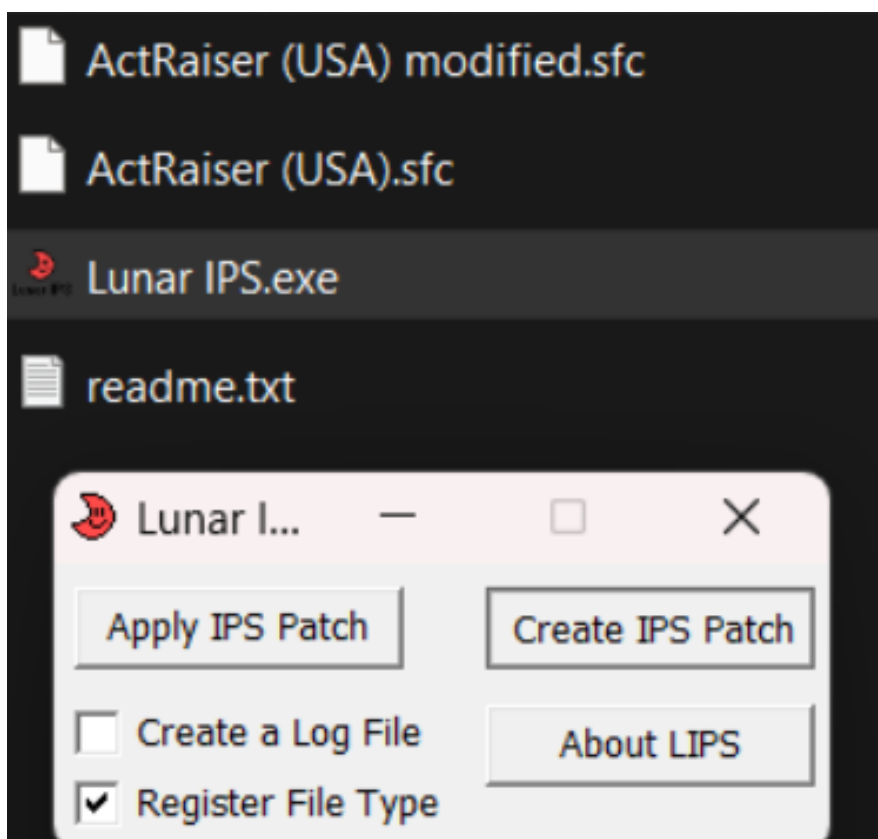 ActRaiser (USA) modified.sfc
ActRaiser (USA).sfc
Lunar IPS.exe
readme.txt
Lunar I...
Apply IPS Patch
Create IPS Patch
Create a Log File
About LIPS
Register File Type